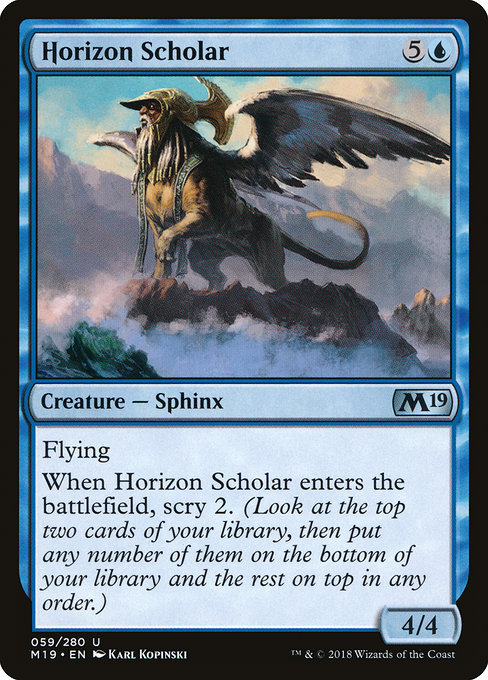 Horizon Scholar 5
Creature — Sphinx M19
Flying
When Horizon Scholar enters the
battlefield, scry 2. (Look at the top
two cards of your library, then put
any number of them on the bottom of
your library and the rest on top in any
order.)
4/4
059/280 U
M19 • EN Karl Kopinski ™ & © 2018 Wizards of the Coast